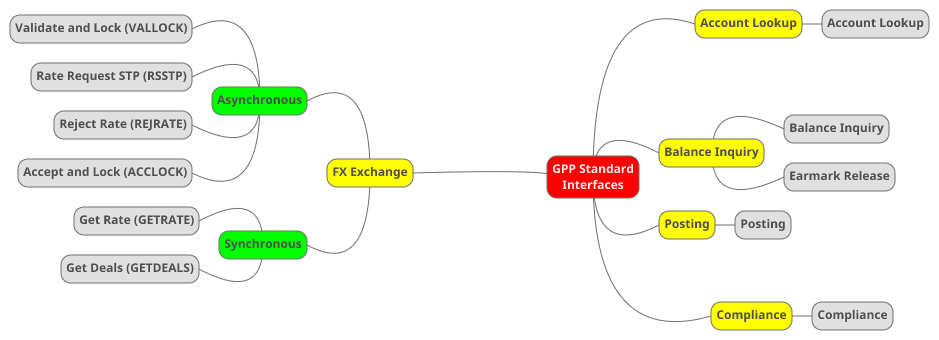 Validate and Lock (VALLOCK)
Rate Request STP (RSSTP)
Reject Rate (REJRATE)
Accept and Lock (ACCLOCK)
Asynchronous
Get Rate (GETRATE)
Get Deals (GETDEALS)
Synchronous
FX Exchange
GPP Standard
Interfaces
Account Lookup
Account Lookup
Balance Inquiry
Balance Inquiry
Earmark Release
Posting
Posting
Compliance
Compliance